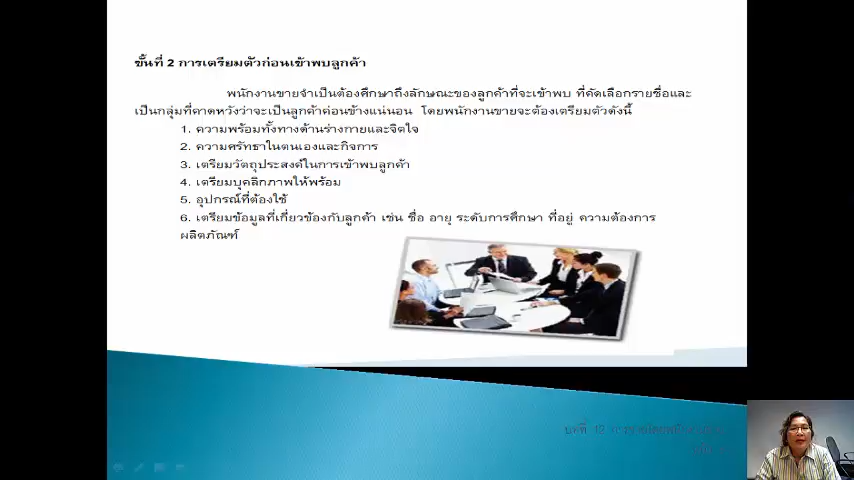 ขั้นที่ 2 การเตรียมตัวก่อนเข้าพบลูกค้า
พนักงานขายจำเป็นต้องศึกษาถึงลักษณะของลูกค้าที่จะเข้าพบ ที่คัดเลือกรายชื่อและ
เป็นกลุ่มที่คาดหวังว่าจะเป็นลูกค้าค่อนข้างแน่นอน โดยพนักงานขายจะต้องเตรียมตัวดังนี้
1. ความพร้อมทั้งทางด้านร่างกายและจิตใจ
2. ความศรัทธาในตนเองและกิจการ
3. เตรียมวัตถุประสงค์ในการเข้าพบลูกค้า
4. เตรียมบุคลิกภาพให้พร้อม
5. อุปกรณ์ที่ต้องใช้
6. เตรียมข้อมูลที่เกี่ยวข้องกับลูกค้า เช่น ชื่อ อายุ ระดับการศึกษา ที่อยู่ ความต้องการ
ผลิตภัณฑ์
บทที่ 12